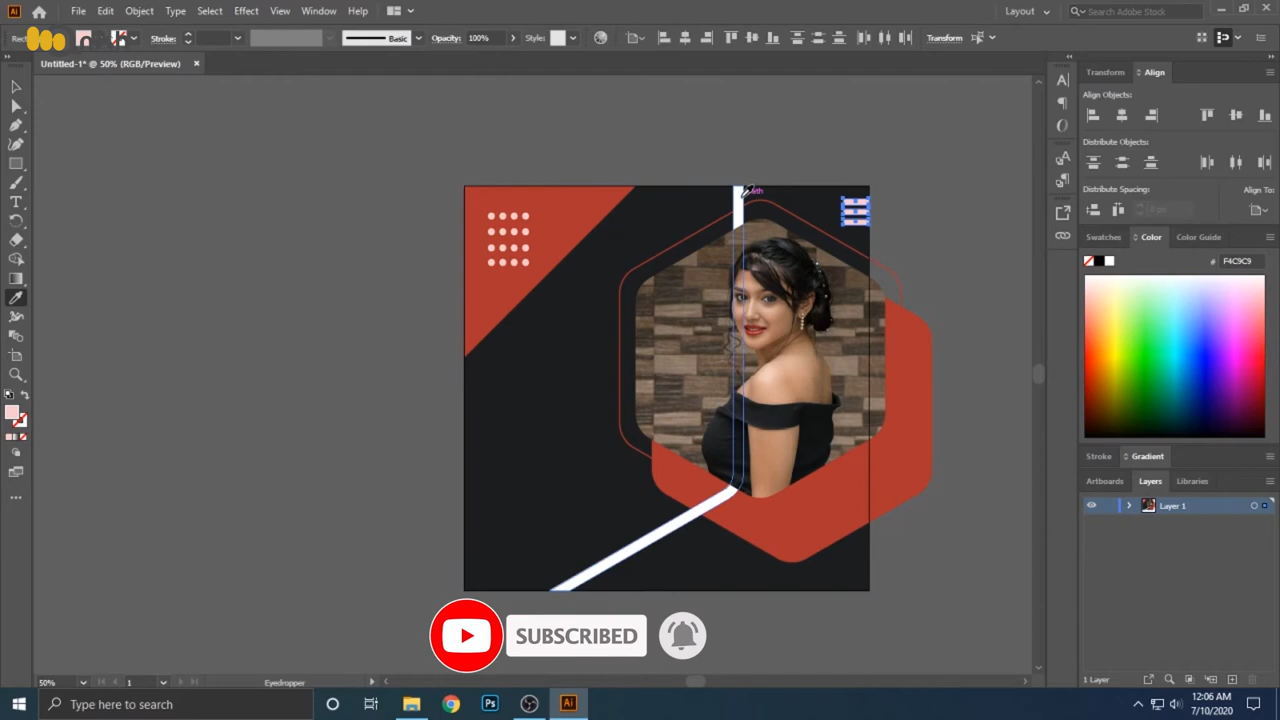 Ai File Edit Object Type Select Effect View Window Help Layout Search Adobe Stock
Stroke: Basic Opacity: 100% Style: Transform
Untitled-1* @ 50% (RGB/Preview)
Transform Align
Align Objects:
Distribute Objects:
Distribute Spacing: Align To:
Swatches Color Color Guide
# F4C9C9
Stroke Gradient
Artboards Layers Libraries
Layer 1
SUBSCRIBED
1 Layer
50% 1 Eyedropper
Type here to search Ps Ai 12:06 AM
7/10/2020